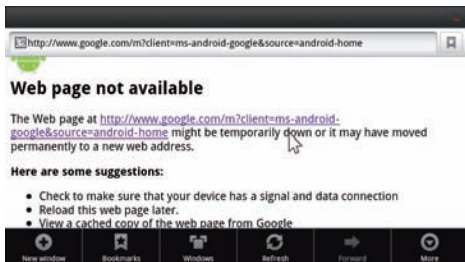 http://www.google.com/m?client=ms-android-google&source=android-home
Web page not available
The Web page at http://www.google.com/m?client=ms-android-
google&source=android-home might be temporarily down or it may have moved
permanently to a new web address.
Here are some suggestions:
• Check to make sure that your device has a signal and data connection
• Reload this web page later.
• View a cached copy of the web page from Google
New window Bookmarks Windows Refresh Forward More